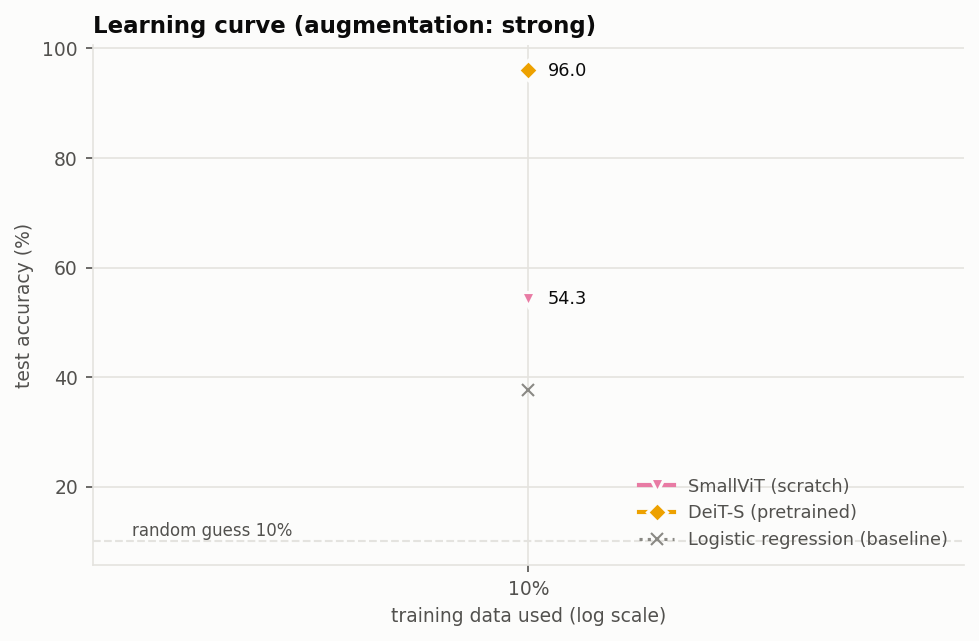 Learning curve (augmentation: strong)
100
80
60
40
20
test accuracy (%)
96.0
54.3
random guess 10%
SmallViT (scratch)
DeiT-S (pretrained)
Logistic regression (baseline)
10%
training data used (log scale)